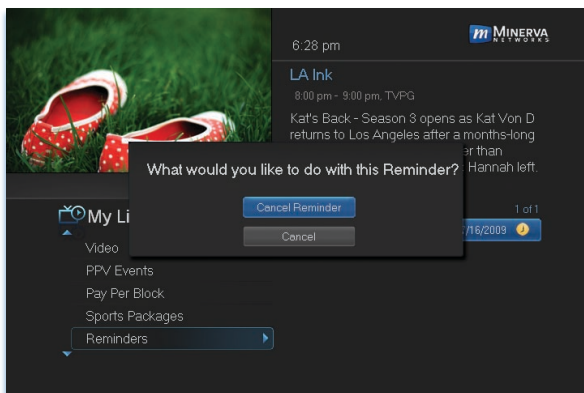 6:28 pm
m MINERVA
NETWORKS
LA Ink
8:00 pm - 9:00 pm, TVPG
Kat's Back - Season 3 opens as Kat Von D
returns to Los Angeles after a months-long
er than
Hannah left.
What would you like to do with this Reminder?
Cancel Reminder
Cancel
My Li
1 of 1
/16/2009
Video
PPV Events
Pay Per Block
Sports Packages
Reminders